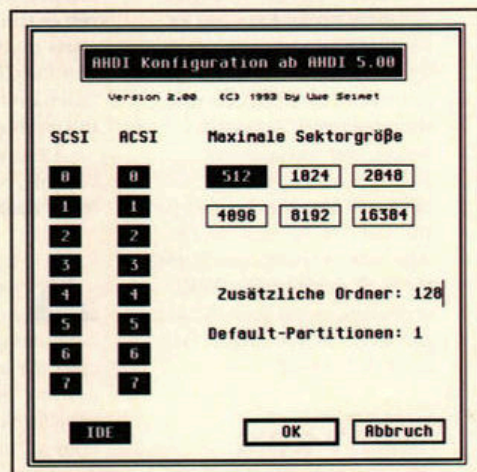 AHDI Konfiguration ab AHDI 5.00
Version 2.00 (C) 1993 by Uwe Seimet
SCSI ACSI Maximale Sektorgröße
0 0 512 1024 2048
1 1 4096 8192 16384
2 2
3 3
4 4 Zusätzliche Ordner: 128
5 5 Default-Partitionen: 1
6 6
7 7
IDE OK Abbruch